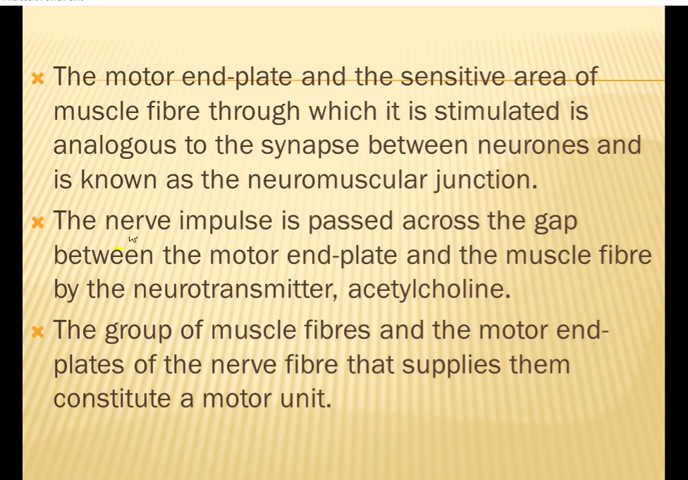 The motor end-plate and the sensitive area of
muscle fibre through which it is stimulated is
analogous to the synapse between neurones and
is known as the neuromuscular junction.
The nerve impulse is passed across the gap
between the motor end-plate and the muscle fibre
by the neurotransmitter, acetylcholine.
The group of muscle fibres and the motor end-
plates of the nerve fibre that supplies them
constitute a motor unit.